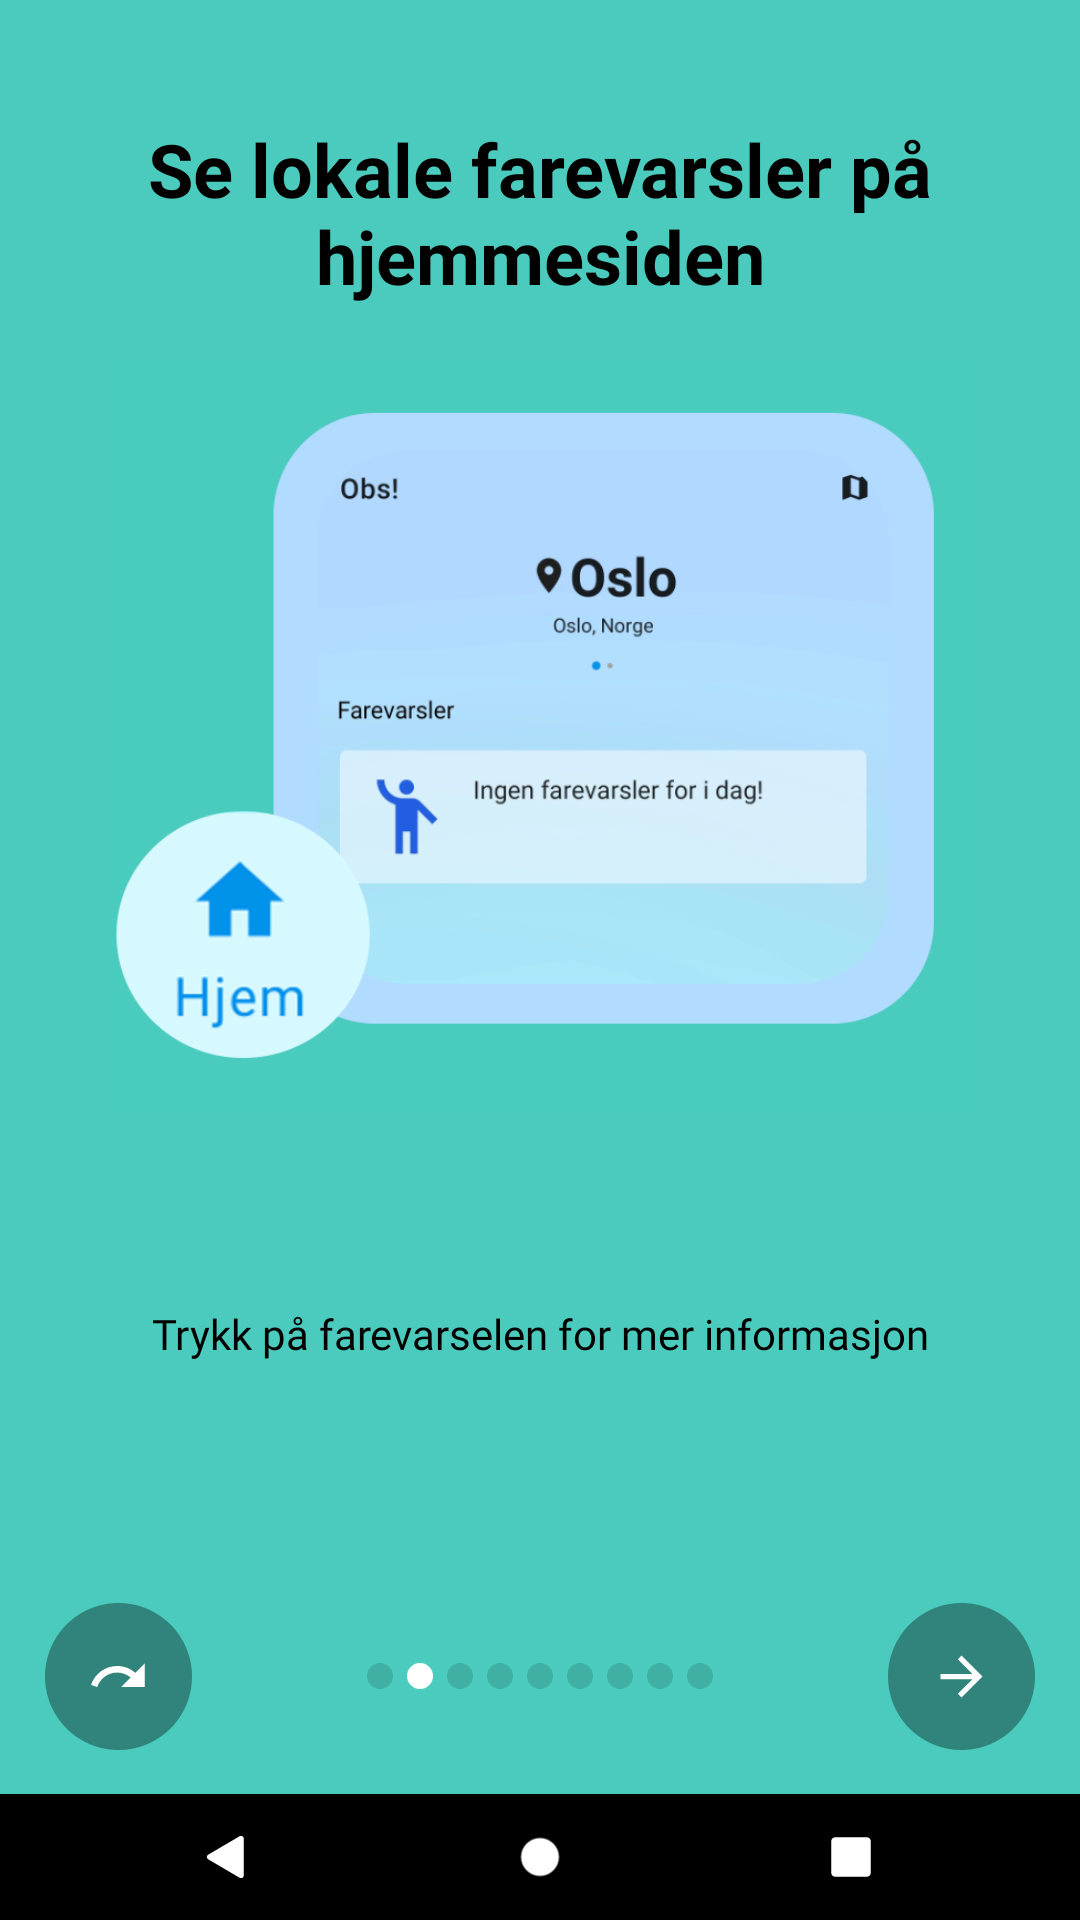 Se lokale farevarsler på
hjemmesiden
Obs!
Oslo
Oslo, Norge
Farevarsler
Ingen farevarsler for i dag!
Hjem
Trykk på farevarselen for mer informasjon